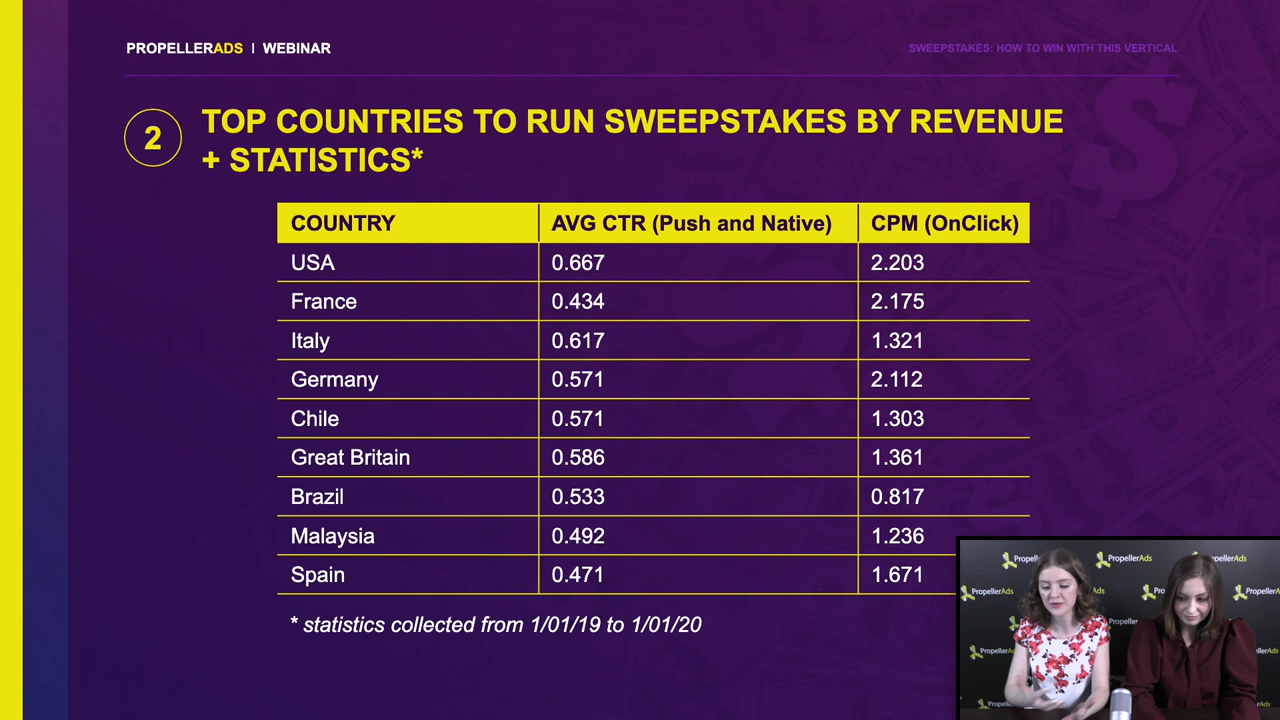 PROPELLERADS | WEBINAR
SWEEPSTAKES: HOW TO WIN WITH THIS VERTICAL
2
TOP COUNTRIES TO RUN SWEEPSTAKES BY REVENUE
+ STATISTICS*
COUNTRY AVG CTR (Push and Native) CPM (OnClick)
USA 0.667 2.203
France 0.434 2.175
Italy 0.617 1.321
Germany 0.571 2.112
Chile 0.571 1.303
Great Britain 0.586 1.361
Brazil 0.533 0.817
Malaysia 0.492 1.236
Spain 0.471 1.671
* statistics collected from 1/01/19 to 1/01/20
PropellerAds
PropellerAds